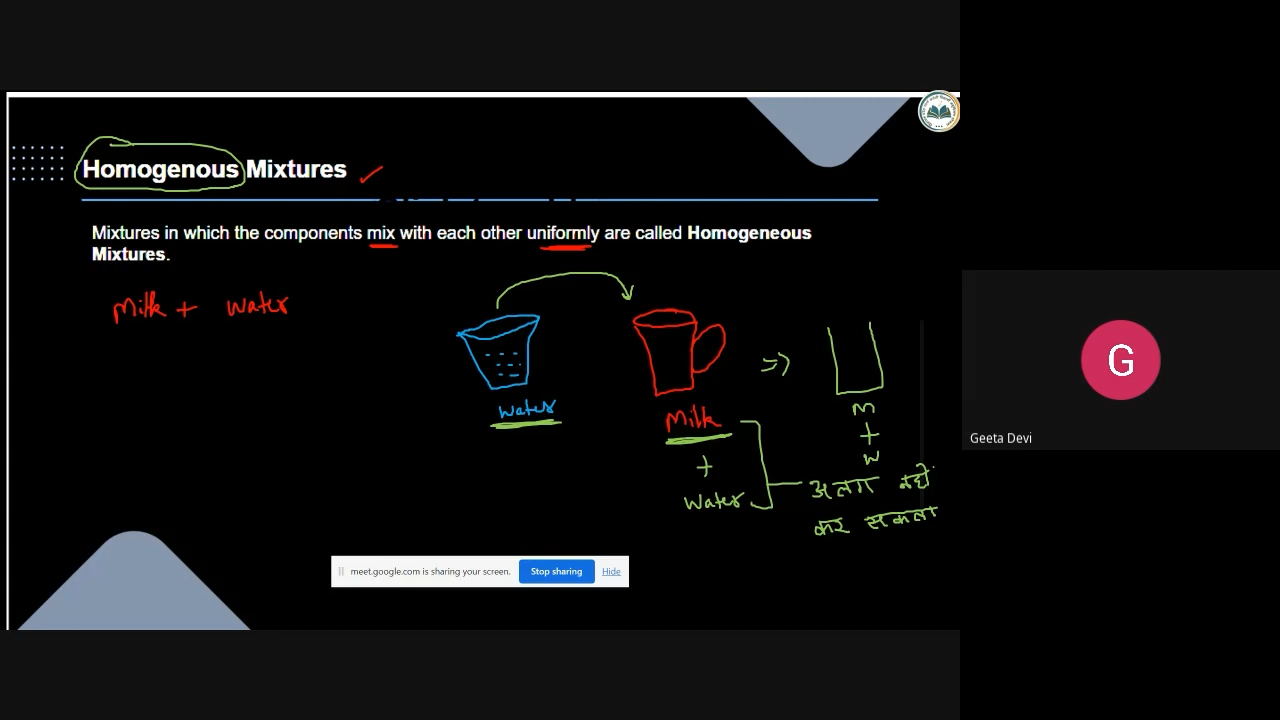 Homogenous Mixtures
Mixtures in which the components mix with each other uniformly are called Homogeneous
Mixtures.
Milk + water
water
Milk
+
water
=>
M
+
W
अलग नही
कर सकता
meet.google.com is sharing your screen.
Stop sharing
Hide
G
Geeta Devi